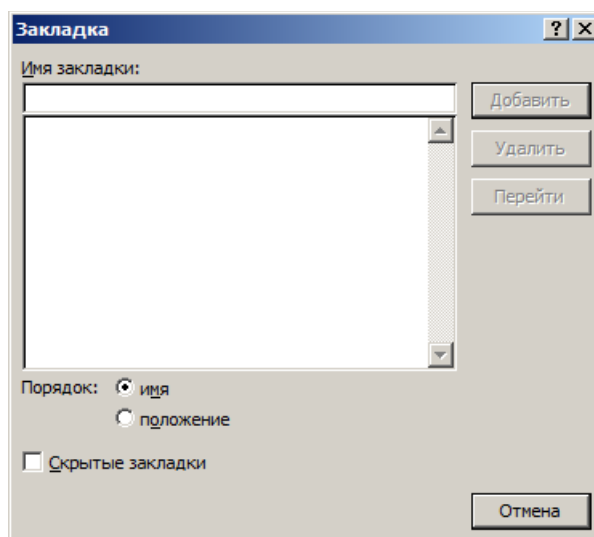 Закладка
Имя закладки:
Добавить
Удалить
Перейти
Порядок:
имя
положение
Скрытые закладки
Отмена